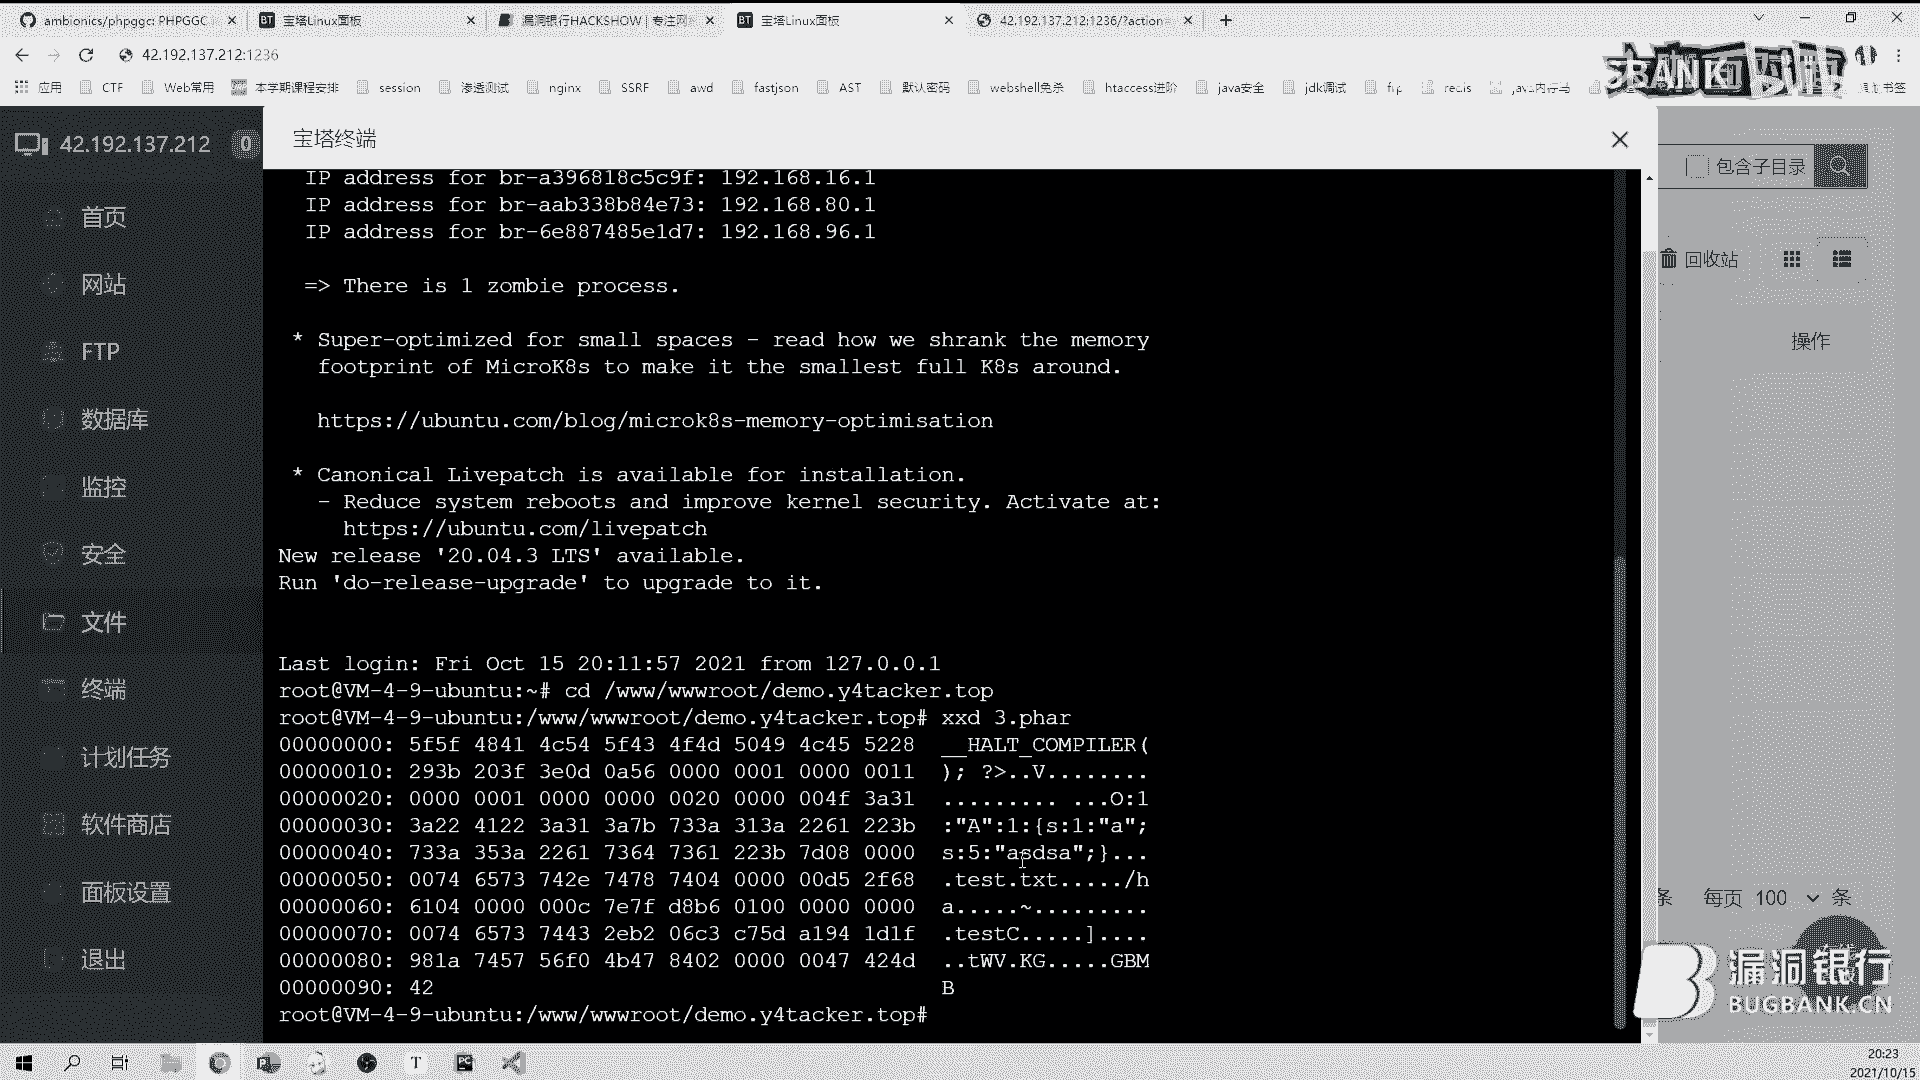 ambionics/phpggc: PHPGGC i
宝塔Linux面板
漏洞银行HACKSHOW | 专注网
宝塔Linux面板
42.192.137.212:1236/?action=
42.192.137.212:1236
应用 CTF Web常用 本学期课程安排 session 渗透测试 nginx SSRF awd fastjson AST 默认密码 webshell免杀 htaccess进阶 java安全 jdk调试 redis java内存马
42.192.137.212 0
宝塔终端
包含子目录
首页
网站
FTP
数据库
监控
安全
文件
终端
计划任务
软件商店
面板设置
退出
回收站
操作
IP address for br-a396818c5c9f: 192.168.16.1
IP address for br-aab338b84e73: 192.168.80.1
IP address for br-6e887485e1d7: 192.168.96.1
=> There is 1 zombie process.
* Super-optimized for small spaces - read how we shrank the memory
footprint of MicroK8s to make it the smallest full K8s around.
https://ubuntu.com/blog/microk8s-memory-optimisation
* Canonical Livepatch is available for installation.
- Reduce system reboots and improve kernel security. Activate at:
https://ubuntu.com/livepatch
New release '20.04.3 LTS' available.
Run 'do-release-upgrade' to upgrade to it.
Last login: Fri Oct 15 20:11:57 2021 from 127.0.0.1
root@VM-4-9-ubuntu:~# cd /www/wwwroot/demo.y4tacker.top
root@VM-4-9-ubuntu:/www/wwwroot/demo.y4tacker.top# xxd 3.phar
00000000: 5f5f 4841 4c54 5f43 4f4d 5049 4c45 5228 __HALT_COMPILER(
00000010: 293b 203f 3e0d 0a56 0000 0001 0000 0011 ); ?>..V........
00000020: 0000 0001 0000 0000 0020 0000 004f 3a31 ......... ...O:1
00000030: 3a22 4122 3a31 3a7b 733a 313a 2261 223b :"A":1:{s:1:"a";
00000040: 733a 353a 2261 7364 7361 223b 7d08 0000 s:5:"asdsa";}...
00000050: 0074 6573 742e 7478 7404 0000 00d5 2f68 .test.txt...../h
00000060: 6104 0000 000c 7e7f d8b6 0100 0000 0000 a.....~.........
00000070: 0074 6573 7443 2eb2 06c3 c75d a194 1d1f .testC.....]....
00000080: 981a 7457 56f0 4b47 8402 0000 0047 424d ..tWV.KG.....GBM
00000090: 42 B
root@VM-4-9-ubuntu:/www/wwwroot/demo.y4tacker.top#
条 每页 100 条
漏洞银行
BUGBANK.CN
20:23
2021/10/15